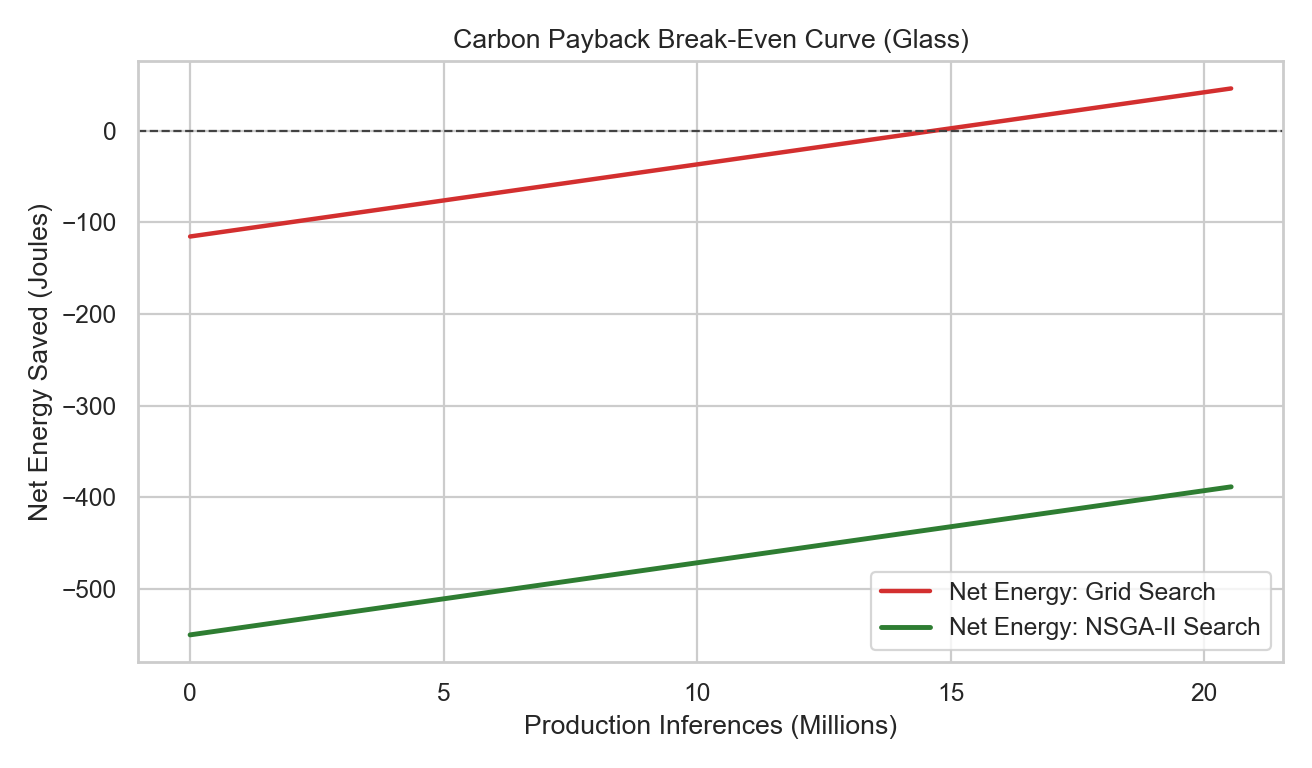 Carbon Payback Break-Even Curve (Glass)
Net Energy Saved (Joules)
0
−100
−200
−300
−400
−500
Net Energy: Grid Search
Net Energy: NSGA-II Search
0 5 10 15 20
Production Inferences (Millions)